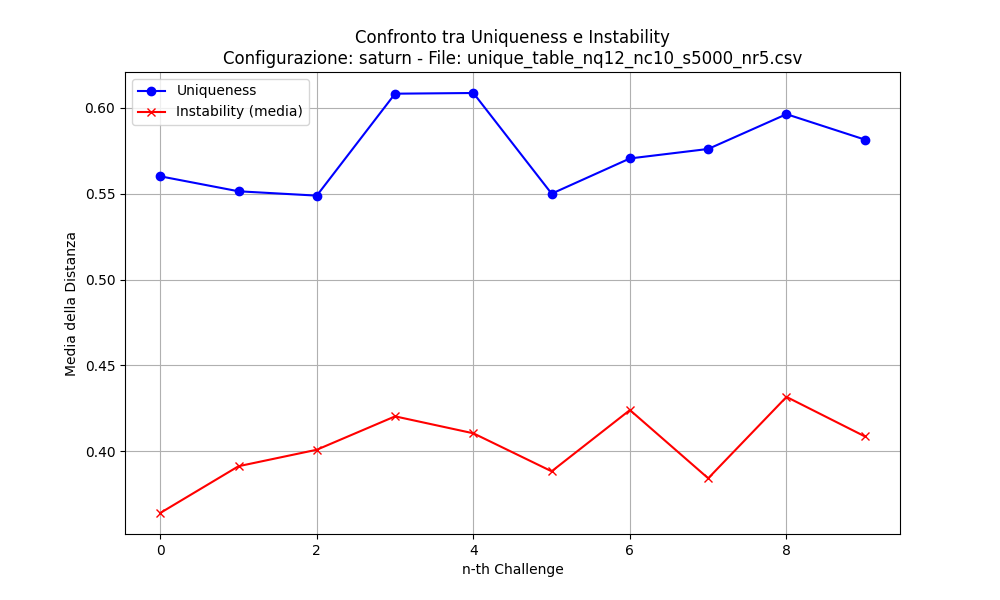 Confronto tra Uniqueness e Instability
Configurazione: saturn - File: unique_table_nq12_nc10_s5000_nr5.csv
Uniqueness
Instability (media)
Media della Distanza
0.60
0.55
0.50
0.45
0.40
0 2 4 6 8
n-th Challenge